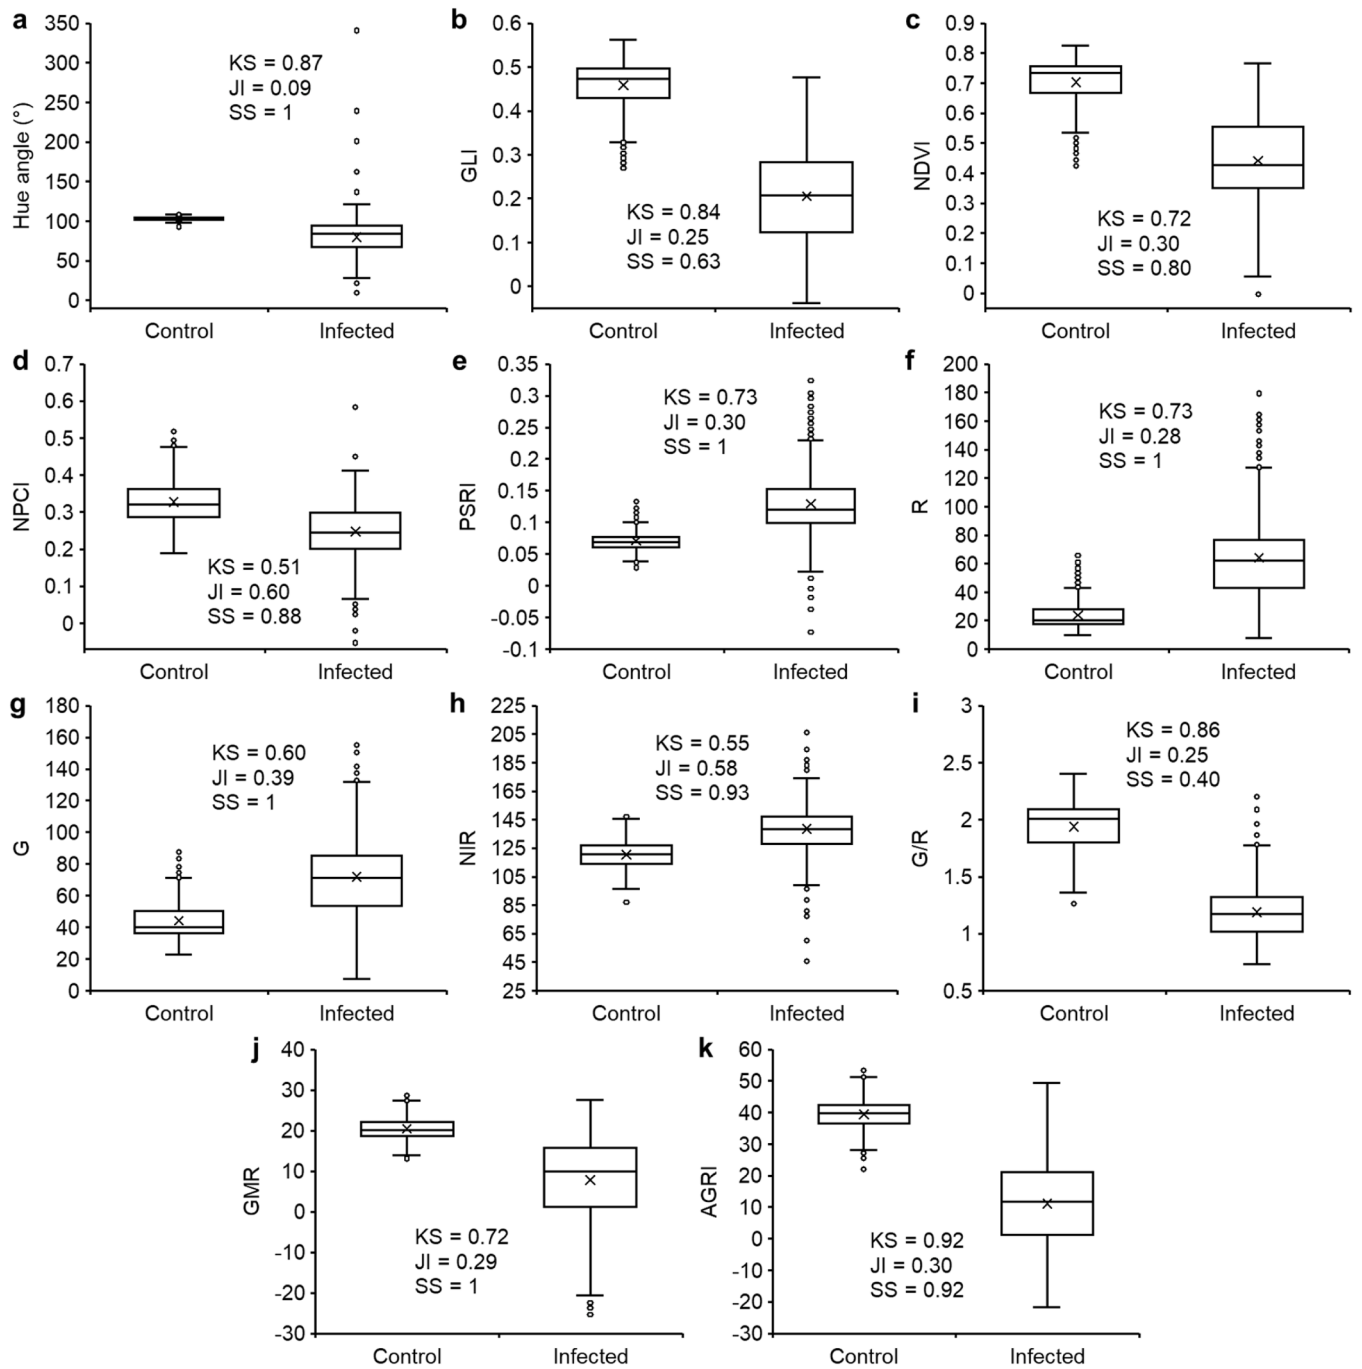 a
350
300
250
200
150
100
50
0
Hue angle (°)
KS = 0.87
JI = 0.09
SS = 1
Control
Infected
b
0.6
0.5
0.4
0.3
0.2
0.1
0
GLI
KS = 0.84
JI = 0.25
SS = 0.63
Control
Infected
c
0.9
0.8
0.7
0.6
0.5
0.4
0.3
0.2
0.1
0
NDVI
KS = 0.72
JI = 0.30
SS = 0.80
Control
Infected
d
0.7
0.6
0.5
0.4
0.3
0.2
0.1
0
NPCI
KS = 0.51
JI = 0.60
SS = 0.88
Control
Infected
e
0.35
0.3
0.25
0.2
0.15
0.1
0.05
0
-0.05
-0.1
PSRI
KS = 0.73
JI = 0.30
SS = 1
Control
Infected
f
200
180
160
140
120
100
80
60
40
20
0
R
KS = 0.73
JI = 0.28
SS = 1
Control
Infected
g
180
160
140
120
100
80
60
40
20
0
G
KS = 0.60
JI = 0.39
SS = 1
Control
Infected
h
225
205
185
165
145
125
105
85
65
45
25
NIR
KS = 0.55
JI = 0.58
SS = 0.93
Control
Infected
i
3
2.5
2
1.5
1
0.5
G/R
KS = 0.86
JI = 0.25
SS = 0.40
Control
Infected
j
40
30
20
10
0
-10
-20
-30
GMR
KS = 0.72
JI = 0.29
SS = 1
Control
Infected
k
60
50
40
30
20
10
0
-10
-20
-30
AGRI
KS = 0.92
JI = 0.30
SS = 0.92
Control
Infected